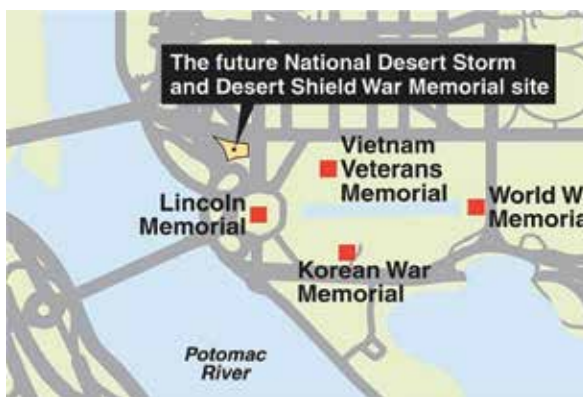 The future National Desert Storm
and Desert Shield War Memorial site
Vietnam
Veterans
Memorial
Lincoln
Memorial
World W
Memoria
Korean War
Memorial
Potomac
River